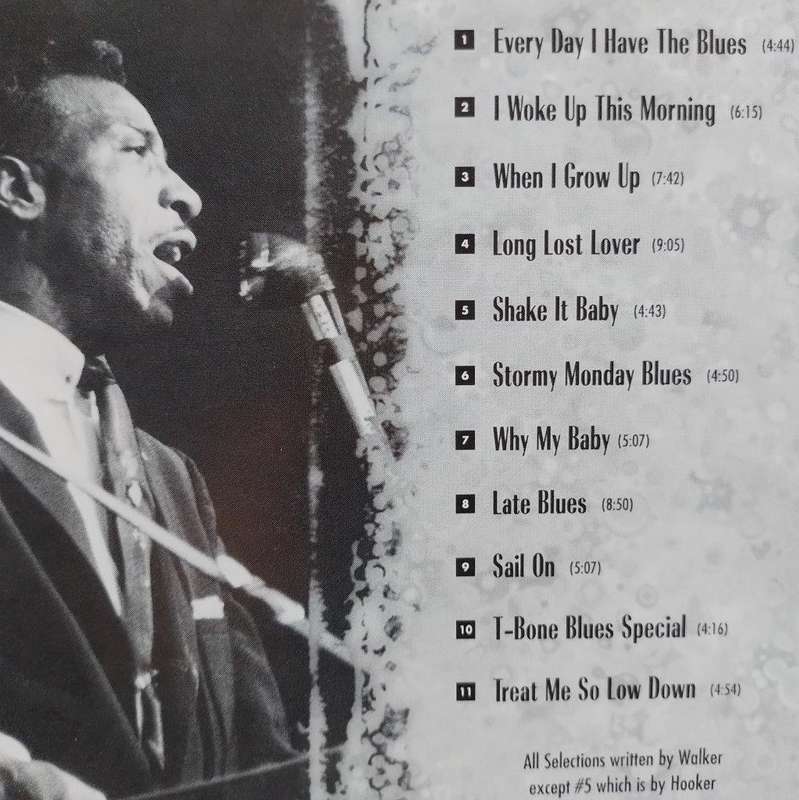 1 Every Day I Have The Blues (4:44)
2 I Woke Up This Morning (6:15)
3 When I Grow Up (7:42)
4 Long Lost Lover (9:05)
5 Shake It Baby (4:43)
6 Stormy Monday Blues (4:50)
7 Why My Baby (5:07)
8 Late Blues (8:50)
9 Sail On (5:07)
10 T-Bone Blues Special (4:16)
11 Treat Me So Low Down (4:54)
All Selections written by Walker
except #5 which is by Hooker